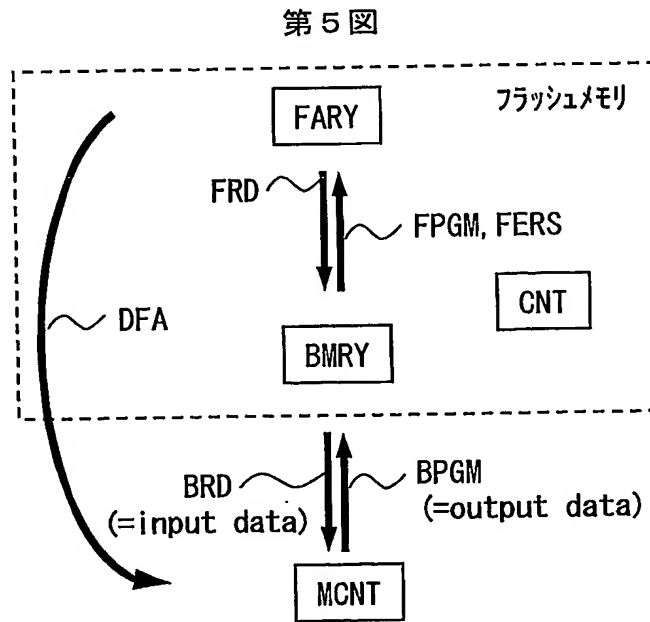 第5図
フラッシュメモリ
FARY
FRD
FPGM, FERS
CNT
DFA
BMRY
BRD
(=input data)
BPGM
(=output data)
MCNT